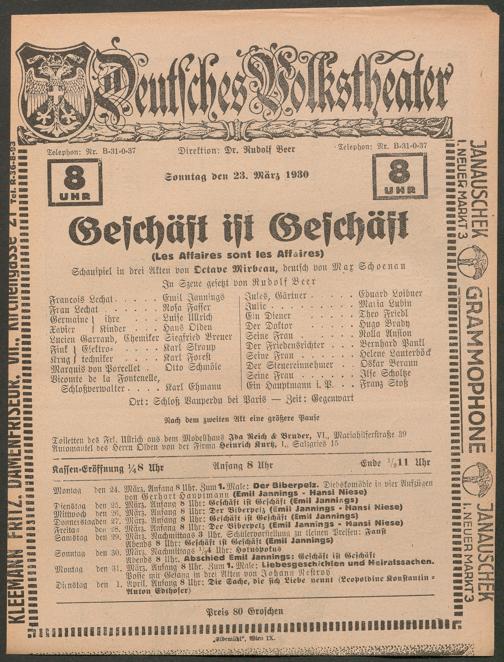 Deutsches Volkstheater
Telephon: Nr. B-31-0-37 Direktion: Dr. Rudolf Beer Telephon: Nr. B-31-0-37
8 UHR Sonntag den 23. März 1930 8 UHR
Geschäft ist Geschäft
(Les Affaires sont les Affaires)
Schauspiel in drei Akten von Octave Mirbeau, deutsch von Max Schoenau
In Szene gesetzt von Rudolf Beer
Francois Lechat . . . . Emil Jannings
Frau Lechat . . . . Rosa Fasser
Germaine } ihre . . . . Luise Ullrich
Xavier } Kinder . . . . Hans Olden
Lucien Garraud, Chemiker Siegfried Breuer
Fink } Elektro- . . . . Karl Skraup
Krug } techniker . . . . Karl Forest
Marquis von Porcellet . Otto Schmöle
Vicomte de la Fontenelle,
Schloßverwalter . . . . Karl Ehmann
Jules, Gärtner . . . . Eduard Loibner
Julie . . . . Maria Lubin
Ein Diener . . . . Theo Friedl
Der Doktor . . . . Hugo Brady
Seine Frau . . . . Rolla Anston
Der Friedensrichter . . Bernhard Pantl
Seine Frau . . . . Helene Lauterböck
Der Steuereinnehmer . . Oskar Beraun
Seine Frau . . . . Ilse Scholtze
Ein Hauptmann i. P. . . Franz Stoß
Ort: Schloß Vauperdu bei Paris — Zeit: Gegenwart
Nach dem zweiten Akt eine größere Pause
Toiletten des Frl. Ullrich aus dem Modellhaus Ida Reich & Bruder, VI., Mariahilferstraße 39
Automantel des Herrn Olden von der Firma Heinrich Kurtz, I., Salzgries 15
Kassen-Eröffnung ¼8 Uhr Anfang 8 Uhr Ende ½11 Uhr
Montag den 24. März, Anfang 8 Uhr: Zum 1. Male: Der Biberpelz. Diebskomödie in vier Aufzügen
von Gerhart Hauptmann (Emil Jannings - Hansi Niese)
Dienstag den 25. März, Anfang 8 Uhr: Geschäft ist Geschäft (Emil Jannings)
Mittwoch den 26. März, Anfang 8 Uhr: Der Biberpelz (Emil Jannings - Hansi Niese)
Donnerstag den 27. März, Anfang 8 Uhr: Geschäft ist Geschäft (Emil Jannings)
Freitag den 28. März, Anfang 8 Uhr: Der Biberpelz (Emil Jannings - Hansi Niese)
Samstag den 29. März, Nachmittags 3 Uhr: Schülervorstellung zu kleinen Preisen: Faust
Abends 8 Uhr: Geschäft ist Geschäft (Emil Jannings)
Sonntag den 30. März, Nachmittags ¼4 Uhr: Hokuspokus
Abends 8 Uhr: Abschied Emil Jannings: Geschäft ist Geschäft
Montag den 31. März, Anfang 8 Uhr: Zum 1. Male: Liebesgeschichten und Heiratssachen.
Posse mit Gesang in drei Akten von Johann Nestroy
Dienstag den 1. April, Anfang 8 Uhr: Die Sache, die sich Liebe nennt (Leopoldine Konstantin -
Anton Edthofer)
Preis 80 Groschen
„Albemühl“, Wien IX.
KLEEMANN FRITZ, DAMENFRISEUR, VII., Kirchengasse 21
JANAUSCHEK
I. NEUER MARKT 3
GRAMMOPHONE
JANAUSCHEK
I. NEUER MARKT 3